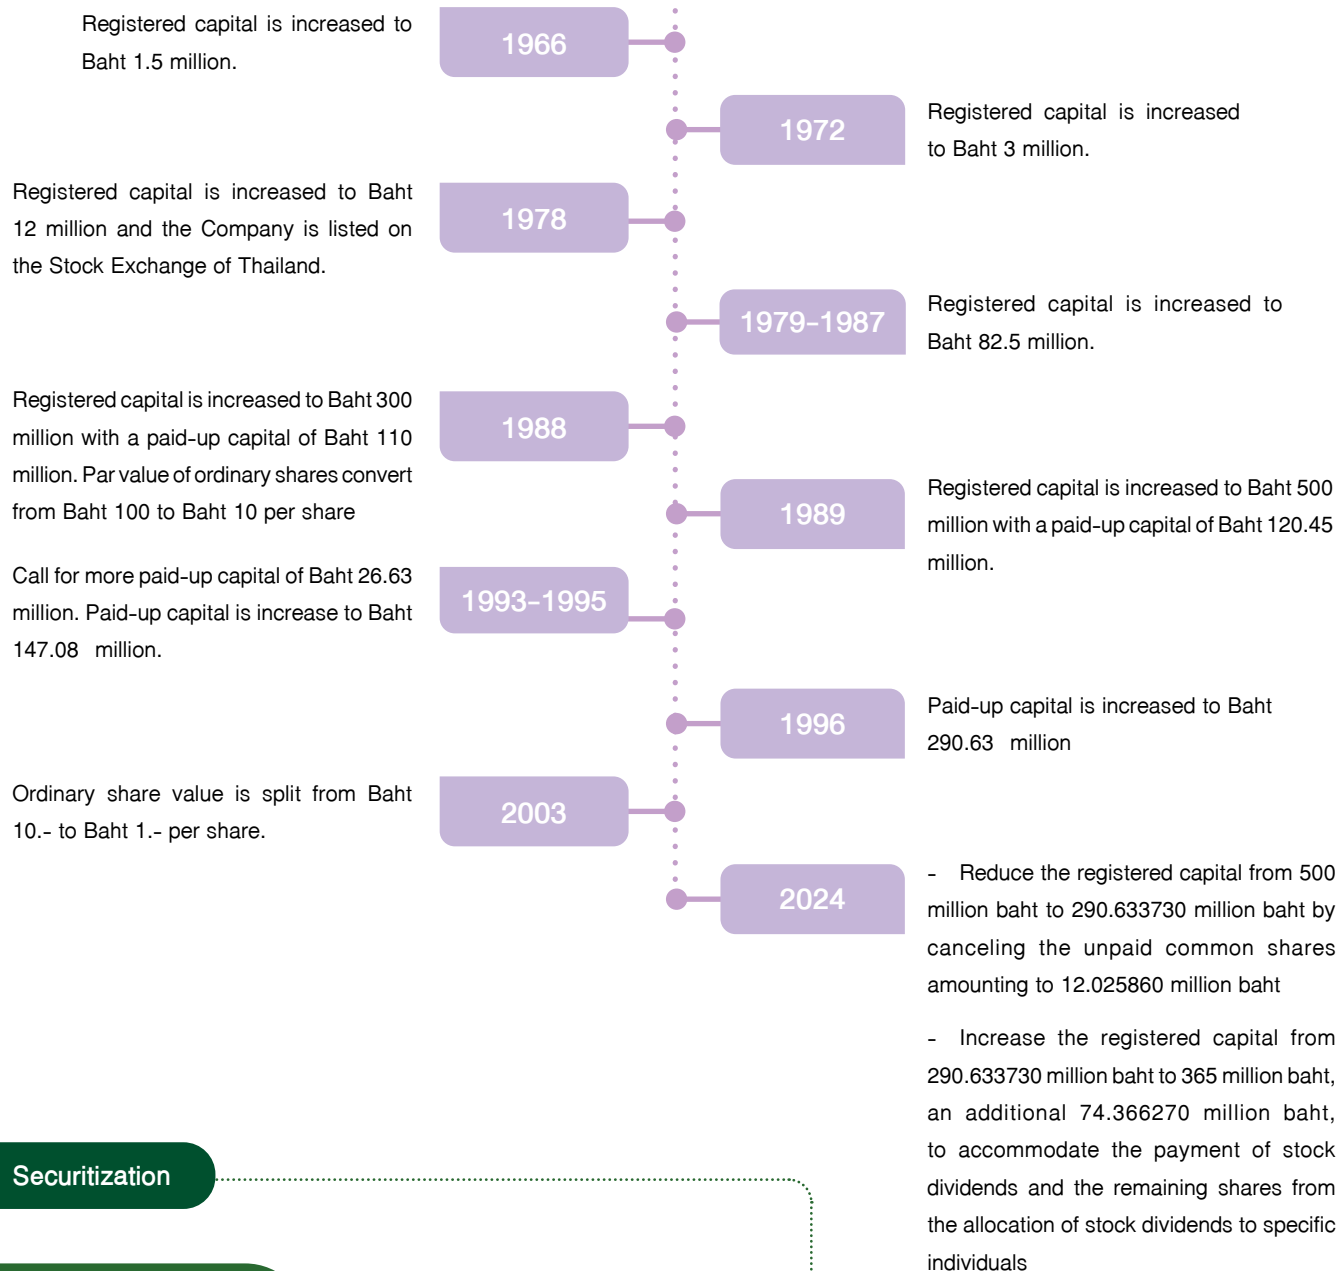 Registered capital is increased to
Baht 1.5 million.
1966
1972
Registered capital is increased
to Baht 3 million.
Registered capital is increased to Baht
12 million and the Company is listed on
the Stock Exchange of Thailand.
1978
1979-1987
Registered capital is increased to
Baht 82.5 million.
Registered capital is increased to Baht 300
million with a paid-up capital of Baht 110
million. Par value of ordinary shares convert
from Baht 100 to Baht 10 per share
1988
1989
Registered capital is increased to Baht 500
million with a paid-up capital of Baht 120.45
million.
Call for more paid-up capital of Baht 26.63
million. Paid-up capital is increase to Baht
147.08 million.
1993-1995
1996
Paid-up capital is increased to Baht
290.63 million
Ordinary share value is split from Baht
10.- to Baht 1.- per share.
2003
2024
- Reduce the registered capital from 500
million baht to 290.633730 million baht by
canceling the unpaid common shares
amounting to 12.025860 million baht
- Increase the registered capital from
290.633730 million baht to 365 million baht,
an additional 74.366270 million baht,
to accommodate the payment of stock
dividends and the remaining shares from
the allocation of stock dividends to specific
individuals
Securitization